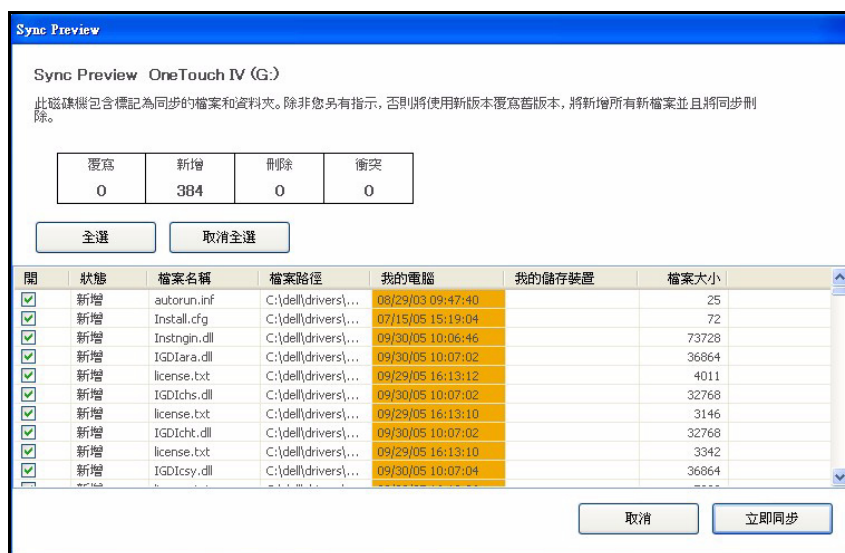 Sync Preview
Sync Preview OneTouch IV (G:)
此磁碟機包含標記為同步的檔案和資料夾。除非您另有指示，否則將使用新版本覆寫舊版本，將新增所有新檔案並且將同步刪
除。
覆寫 新增 刪除 衝突
0 384 0 0
全選 取消全選
開 狀態 檔案名稱 檔案路徑 我的電腦 我的儲存裝置 檔案大小
新增 autorun.inf C:\dell\drivers\... 08/29/03 09:47:40 25
新增 Install.cfg C:\dell\drivers\... 07/15/05 15:19:04 72
新增 Instngin.dll C:\dell\drivers\... 09/30/05 10:06:46 73728
新增 IGDIara.dll C:\dell\drivers\... 09/30/05 10:07:02 36864
新增 license.txt C:\dell\drivers\... 09/29/05 16:13:12 4011
新增 IGDIchs.dll C:\dell\drivers\... 09/30/05 10:07:02 32768
新增 license.txt C:\dell\drivers\... 09/29/05 16:13:10 3146
新增 IGDIcht.dll C:\dell\drivers\... 09/30/05 10:07:02 32768
新增 license.txt C:\dell\drivers\... 09/29/05 16:13:10 3342
新增 IGDIcsy.dll C:\dell\drivers\... 09/30/05 10:07:04 36864
取消 立即同步